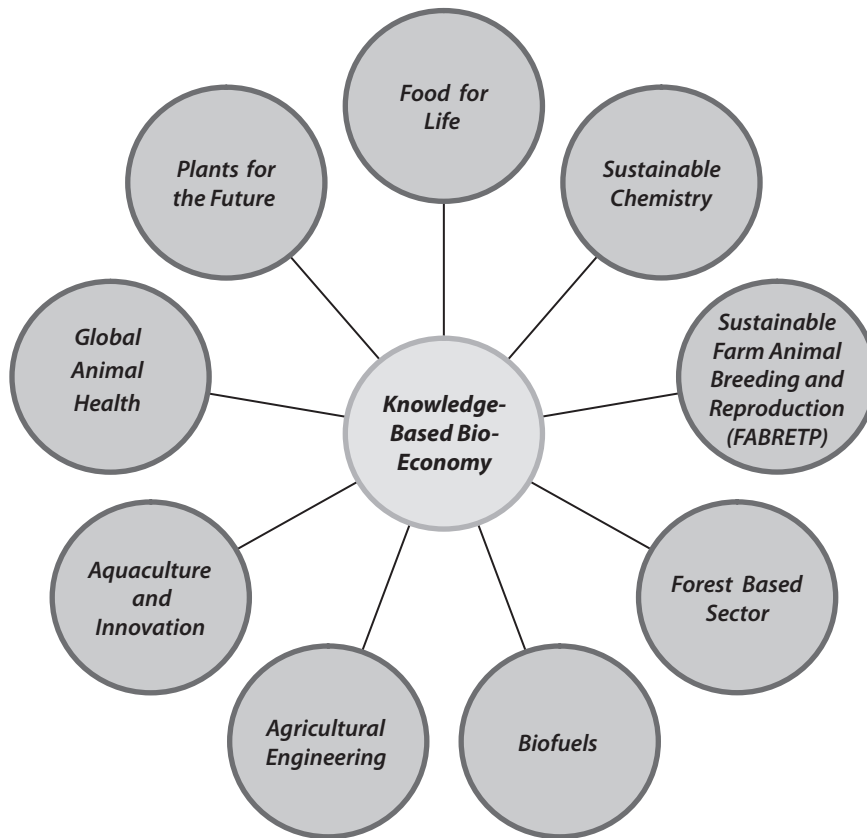 Food for
Life
Sustainable
Chemistry
Sustainable
Farm Animal
Breeding and
Reproduction
(FABRETP)
Forest Based
Sector
Biofuels
Agricultural
Engineering
Aquaculture
and
Innovation
Global
Animal
Health
Plants for
the Future
Knowledge-
Based Bio-
Economy